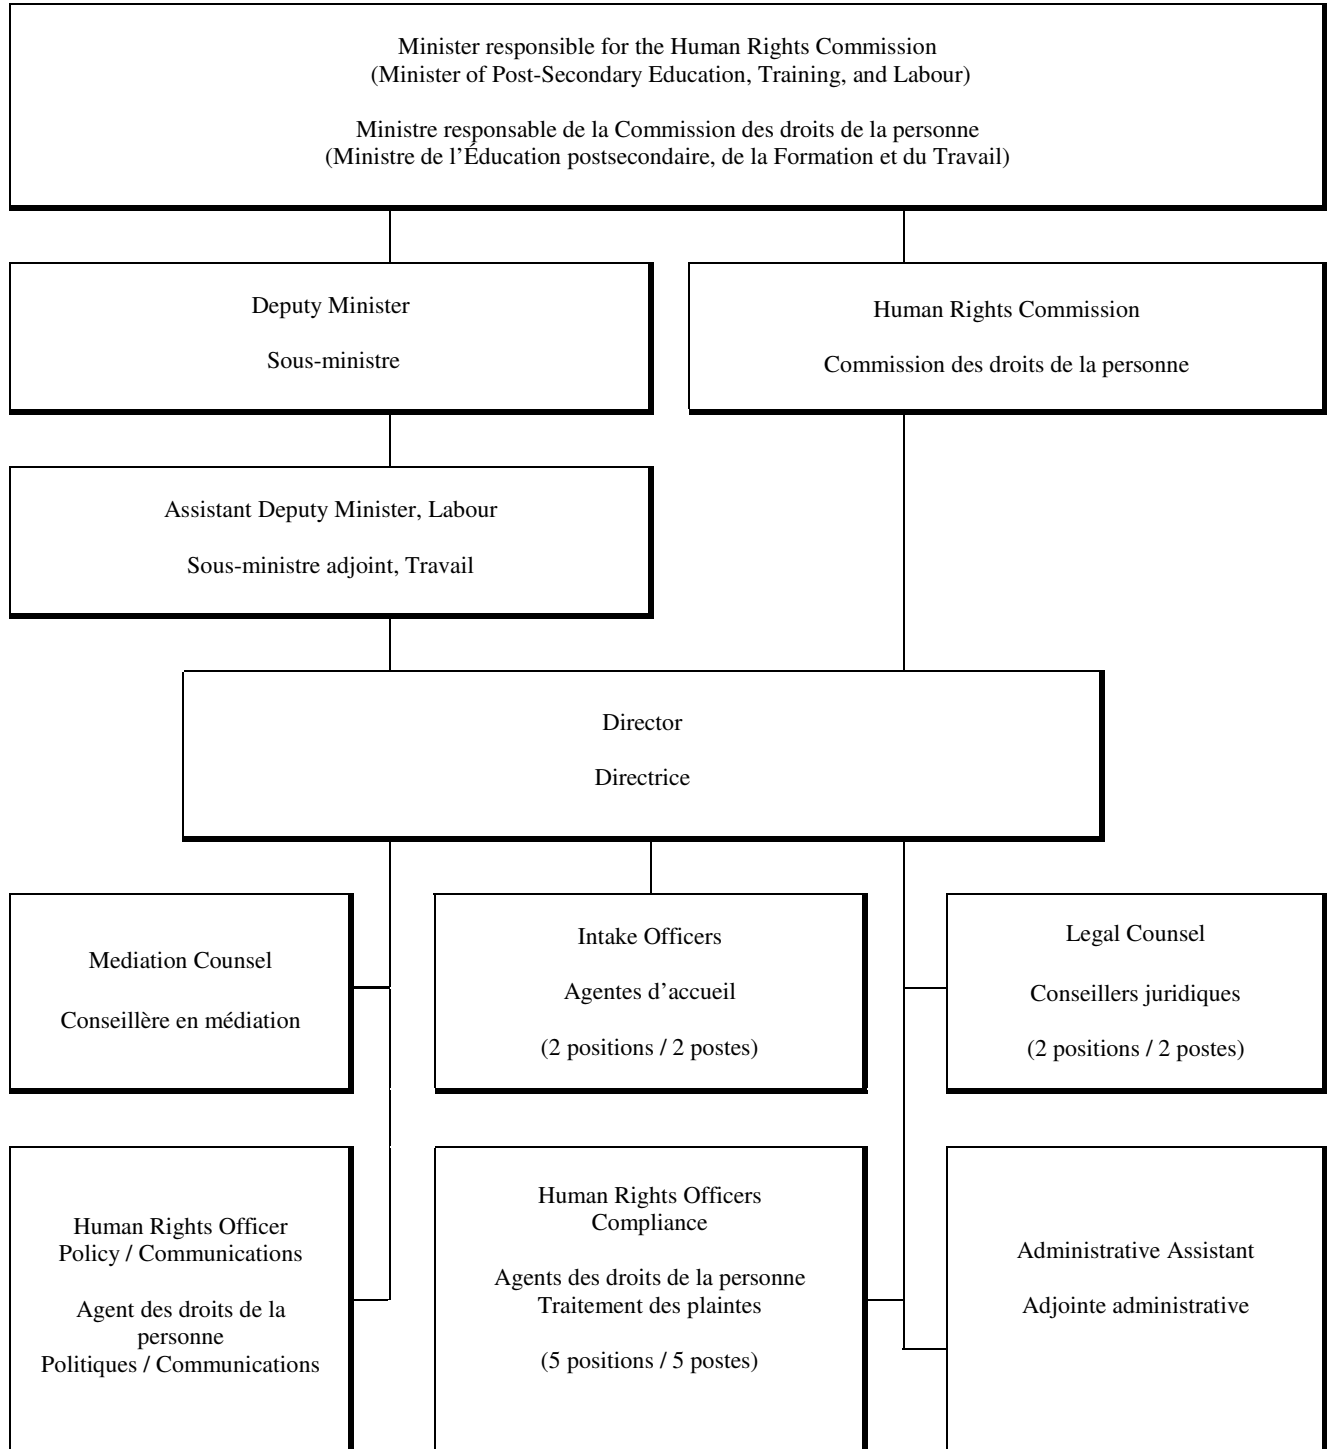 Minister responsible for the Human Rights Commission
(Minister of Post-Secondary Education, Training, and Labour)
Ministre responsable de la Commission des droits de la personne
(Ministre de l’Éducation postsecondaire, de la Formation et du Travail)
Deputy Minister
Sous-ministre
Human Rights Commission
Commission des droits de la personne
Assistant Deputy Minister, Labour
Sous-ministre adjoint, Travail
Director
Directrice
Mediation Counsel
Conseillère en médiation
Intake Officers
Agentes d’accueil
(2 positions / 2 postes)
Legal Counsel
Conseillers juridiques
(2 positions / 2 postes)
Human Rights Officer
Policy / Communications
Agent des droits de la
personne
Politiques / Communications
Human Rights Officers
Compliance
Agents des droits de la personne
Traitement des plaintes
(5 positions / 5 postes)
Administrative Assistant
Adjointe administrative